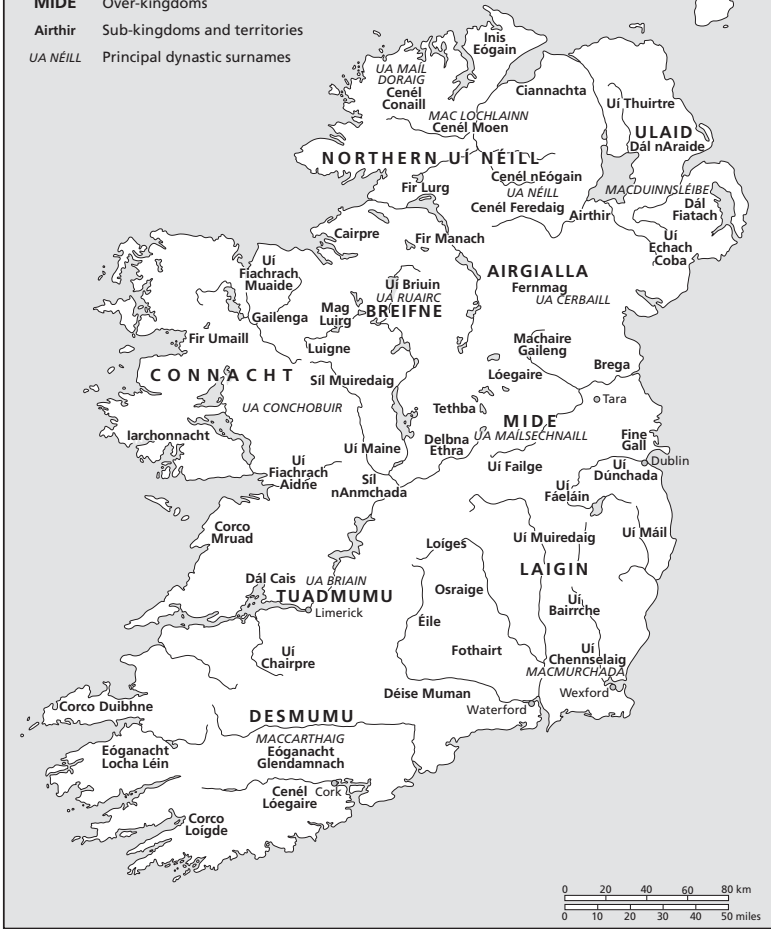 MIDE Over-kingdoms
Airthir Sub-kingdoms and territories
UA NÉILL Principal dynastic surnames
Inis
Eógain
UA MAÍL
DORAIG
Cenél
Conaill
Ciannachta
Uí Thuirtre
MAC LOCHLAINN
Cenél Moen
ULAID
Dál nAraide
NORTHERN UÍ NÉILL
Cenél nEógain
UA NÉILL
Fir Lurg
MACDUINNSLÉIBE
Cenél Feredaig
Airthir
Dál
Fiatach
Cairpre
Fir Manach
Uí
Echach
Coba
Uí
Fiachrach
Muaide
AIRGIALLA
Fernmag
UA CERBAILL
Uí Briuin
UA RUAIRC
BREIFNE
Mag
Luirg
Gailenga
Fir Umaill
Luigne
Machaire
Gaileng
Brega
CONNACHT
Síl Muiredaig
Lóegaire
Tara
UA CONCHOBUIR
Tethba
MIDE
UA MAÍLSECHNAILL
Iarchonnacht
Delbna
Ethra
Fine
Gall
Uí Maine
Dublin
Uí
Fiachrach
Aidne
Uí Failge
Uí
Dúnchada
Síl
nAnmchada
Uí
Fáeláin
Corco
Mruad
Uí Muiredaig
Uí Máil
Loíges
LAIGIN
Dál Cais
UA BRIAIN
TUADMUMU
Limerick
Osraige
Uí
Bairrche
Éile
Uí
Chairpre
Fothairt
Uí
Chennselaig
MACMURCHADA
Déise Muman
Wexford
Corco Duibhne
Waterford
DESMUMU
MACCARTHAIG
Eóganacht
Glendamnach
Eóganacht
Locha Léin
Cenél
Lóegaire
Cork
Corco
Loígde
0 20 40 60 80 km
0 10 20 30 40 50 miles